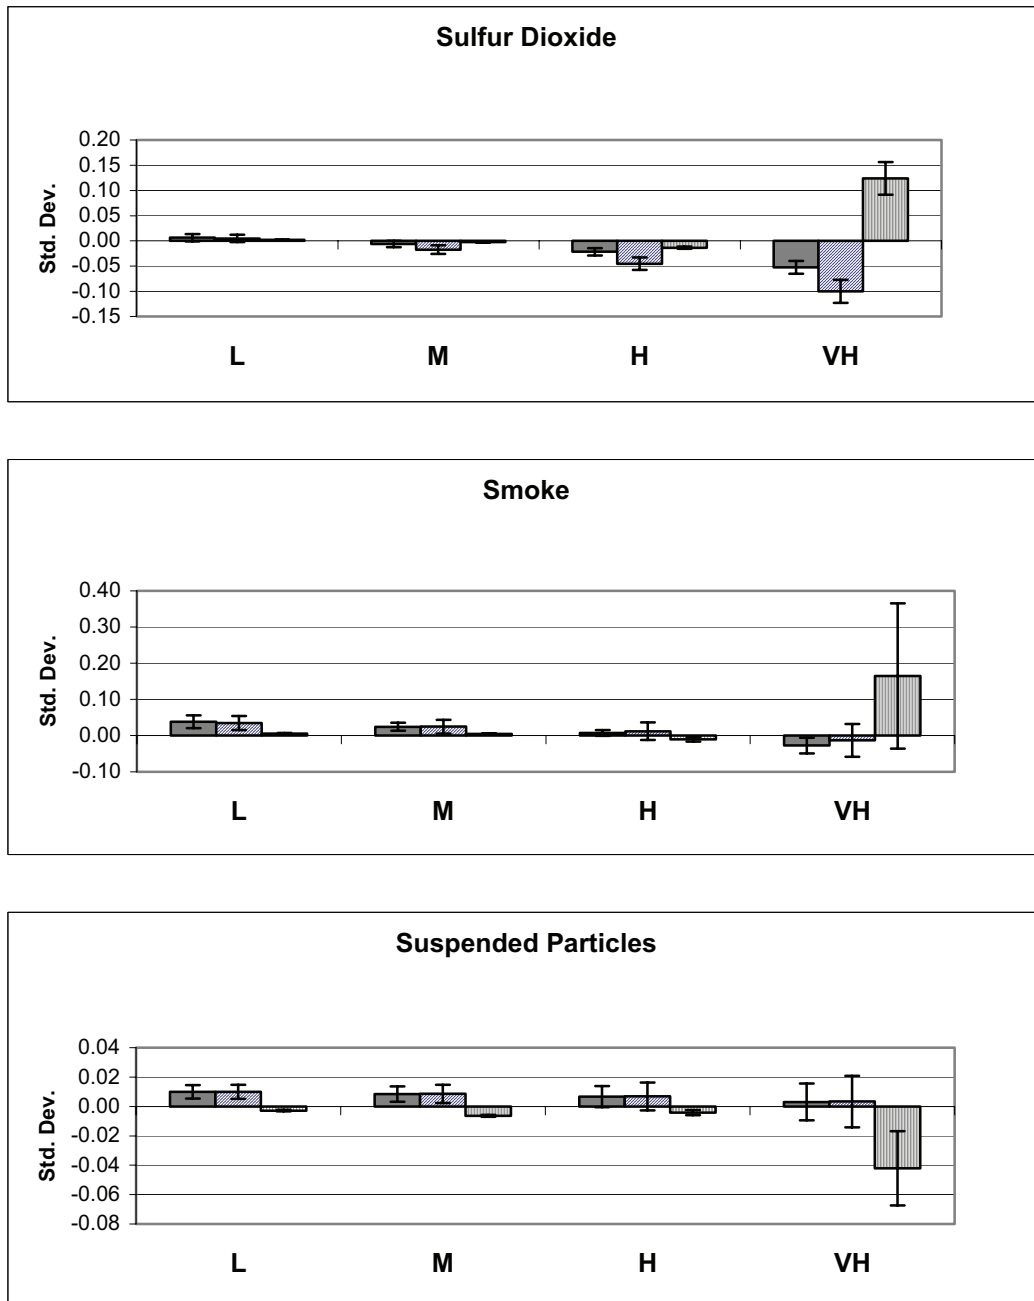 Sulfur Dioxide
0.20
0.15
0.10
0.05
0.00
-0.05
-0.10
-0.15
Std. Dev.
L M H VH
Smoke
0.40
0.30
0.20
0.10
0.00
-0.10
Std. Dev.
L M H VH
Suspended Particles
0.04
0.02
0.00
-0.02
-0.04
-0.06
-0.08
Std. Dev.
L M H VH